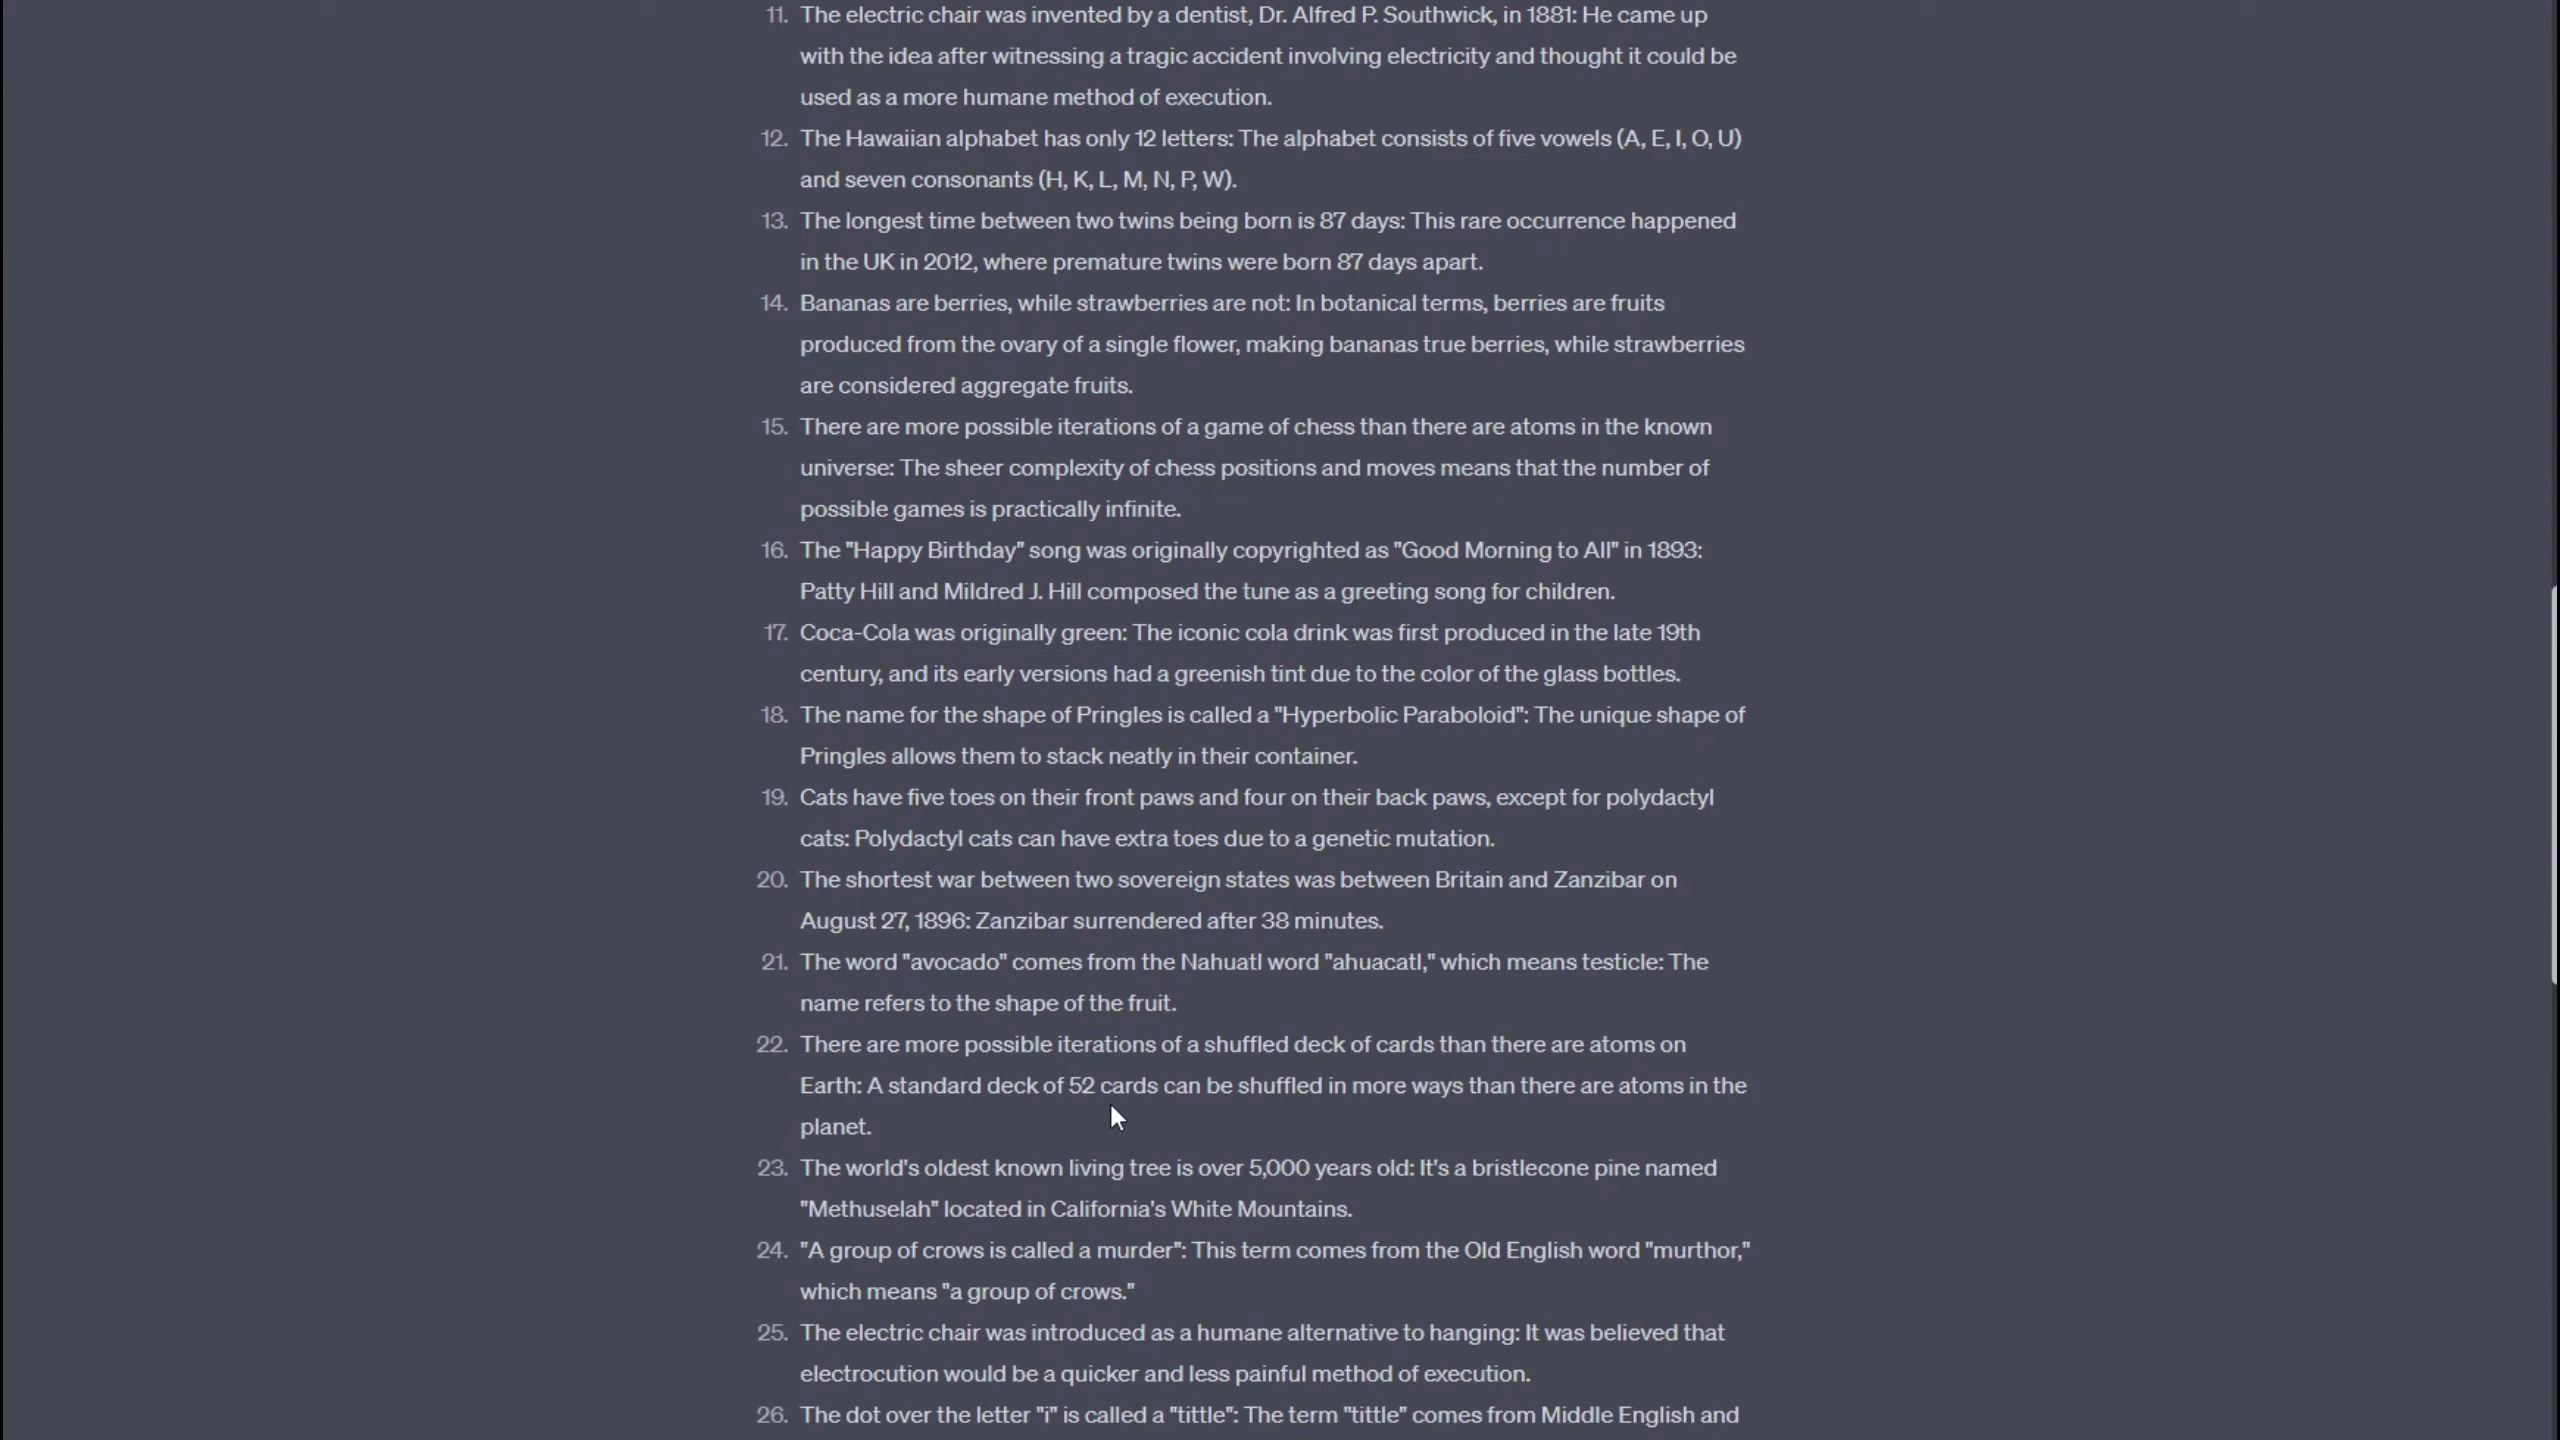 11. The electric chair was invented by a dentist, Dr. Alfred P. Southwick, in 1881: He came up
with the idea after witnessing a tragic accident involving electricity and thought it could be
used as a more humane method of execution.
12. The Hawaiian alphabet has only 12 letters: The alphabet consists of five vowels (A, E, I, O, U)
and seven consonants (H, K, L, M, N, P, W).
13. The longest time between two twins being born is 87 days: This rare occurrence happened
in the UK in 2012, where premature twins were born 87 days apart.
14. Bananas are berries, while strawberries are not: In botanical terms, berries are fruits
produced from the ovary of a single flower, making bananas true berries, while strawberries
are considered aggregate fruits.
15. There are more possible iterations of a game of chess than there are atoms in the known
universe: The sheer complexity of chess positions and moves means that the number of
possible games is practically infinite.
16. The "Happy Birthday" song was originally copyrighted as "Good Morning to All" in 1893:
Patty Hill and Mildred J. Hill composed the tune as a greeting song for children.
17. Coca-Cola was originally green: The iconic cola drink was first produced in the late 19th
century, and its early versions had a greenish tint due to the color of the glass bottles.
18. The name for the shape of Pringles is called a "Hyperbolic Paraboloid": The unique shape of
Pringles allows them to stack neatly in their container.
19. Cats have five toes on their front paws and four on their back paws, except for polydactyl
cats: Polydactyl cats can have extra toes due to a genetic mutation.
20. The shortest war between two sovereign states was between Britain and Zanzibar on
August 27, 1896: Zanzibar surrendered after 38 minutes.
21. The word "avocado" comes from the Nahuatl word "ahuacatl," which means testicle: The
name refers to the shape of the fruit.
22. There are more possible iterations of a shuffled deck of cards than there are atoms on
Earth: A standard deck of 52 cards can be shuffled in more ways than there are atoms in the
planet.
23. The world's oldest known living tree is over 5,000 years old: It's a bristlecone pine named
"Methuselah" located in California's White Mountains.
24. "A group of crows is called a murder": This term comes from the Old English word "murthor,"
which means "a group of crows."
25. The electric chair was introduced as a humane alternative to hanging: It was believed that
electrocution would be a quicker and less painful method of execution.
26. The dot over the letter "i" is called a "tittle": The term "tittle" comes from Middle English and